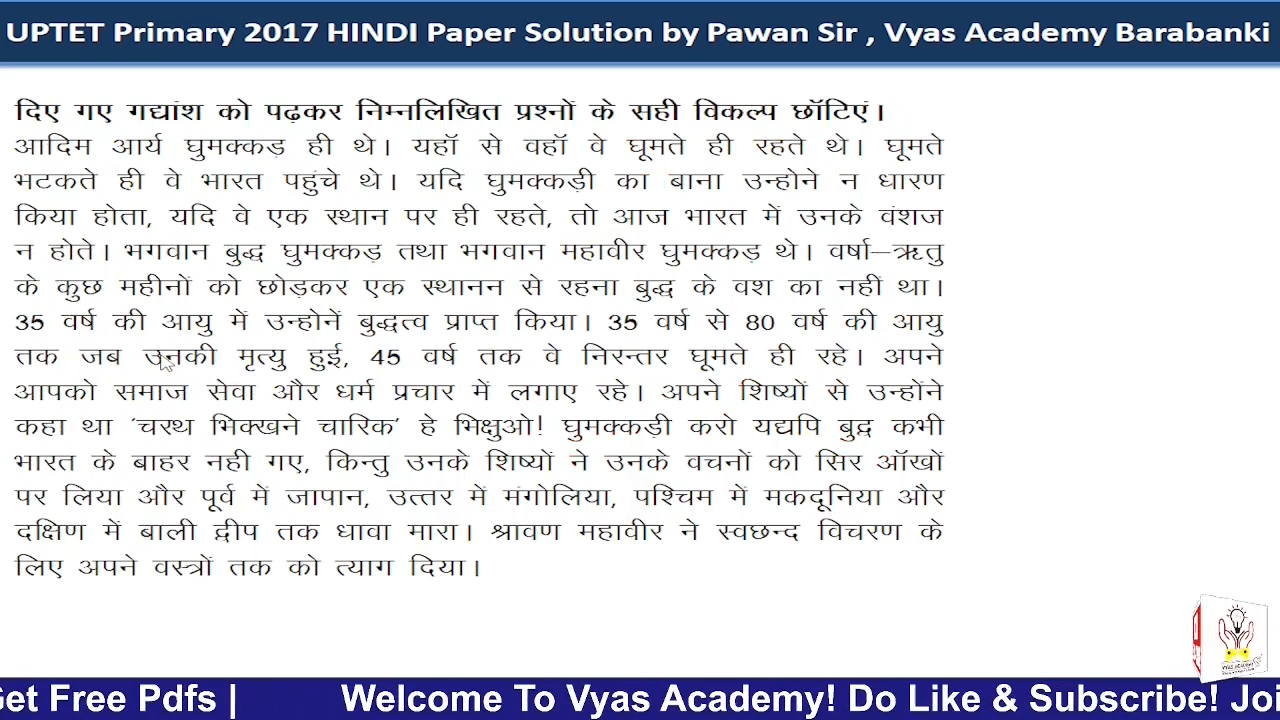 UPTET Primary 2017 HINDI Paper Solution by Pawan Sir , Vyas Academy Barabanki
दिए गए गद्यांश को पढ़कर निम्नलिखित प्रश्नों के सही विकल्प छॉटिएं।
आदिम आर्य घुमक्कड़ ही थे। यहॉ से वहॉ वे घूमते ही रहते थे। घूमते
भटकते ही वे भारत पहुंचे थे। यदि घुमक्कड़ी का बाना उन्होने न धारण
किया होता, यदि वे एक स्थान पर ही रहते, तो आज भारत में उनके वंशज
न होते। भगवान बुद्ध घुमक्कड़ तथा भगवान महावीर घुमक्कड़ थे। वर्षा–ऋतु
के कुछ महीनों को छोड़कर एक स्थानन से रहना बुद्ध के वश का नहीं था।
35 वर्ष की आयु में उन्होनें बुद्धत्व प्राप्त किया। 35 वर्ष से 80 वर्ष की आयु
तक जब उनकी मृत्यु हुई, 45 वर्ष तक वे निरन्तर घूमते ही रहे। अपने
आपको समाज सेवा और धर्म प्रचार में लगाए रहे। अपने शिष्यों से उन्होंने
कहा था 'चरथ भिक्खने चारिक' हे भिक्षुओ! घुमक्कड़ी करो यद्यपि बुद्व कभी
भारत के बाहर नही गए, किन्तु उनके शिष्यों ने उनके वचनों को सिर ऑखों
पर लिया और पूर्व में जापान, उत्तर में मंगोलिया, पश्चिम में मकदूनिया और
दक्षिण में बाली द्वीप तक धावा मारा। श्रावण महावीर ने स्वछन्द विचरण के
लिए अपने वस्त्रों तक को त्याग दिया।
VYAS ACADEMY
Get Free Pdfs | Welcome To Vyas Academy! Do Like & Subscribe! Joi